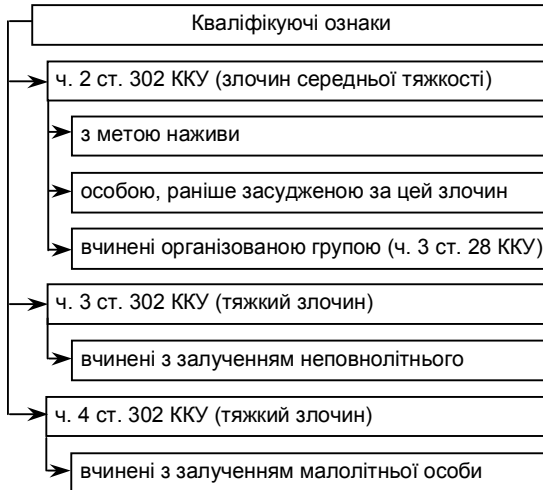 Кваліфікуючі ознаки
ч. 2 ст. 302 ККУ (злочин середньої тяжкості)
з метою наживи
особою, раніше засудженою за цей злочин
вчинені організованою групою (ч. 3 ст. 28 ККУ)
ч. 3 ст. 302 ККУ (тяжкий злочин)
вчинені з залученням неповнолітнього
ч. 4 ст. 302 ККУ (тяжкий злочин)
вчинені з залученням малолітньої особи